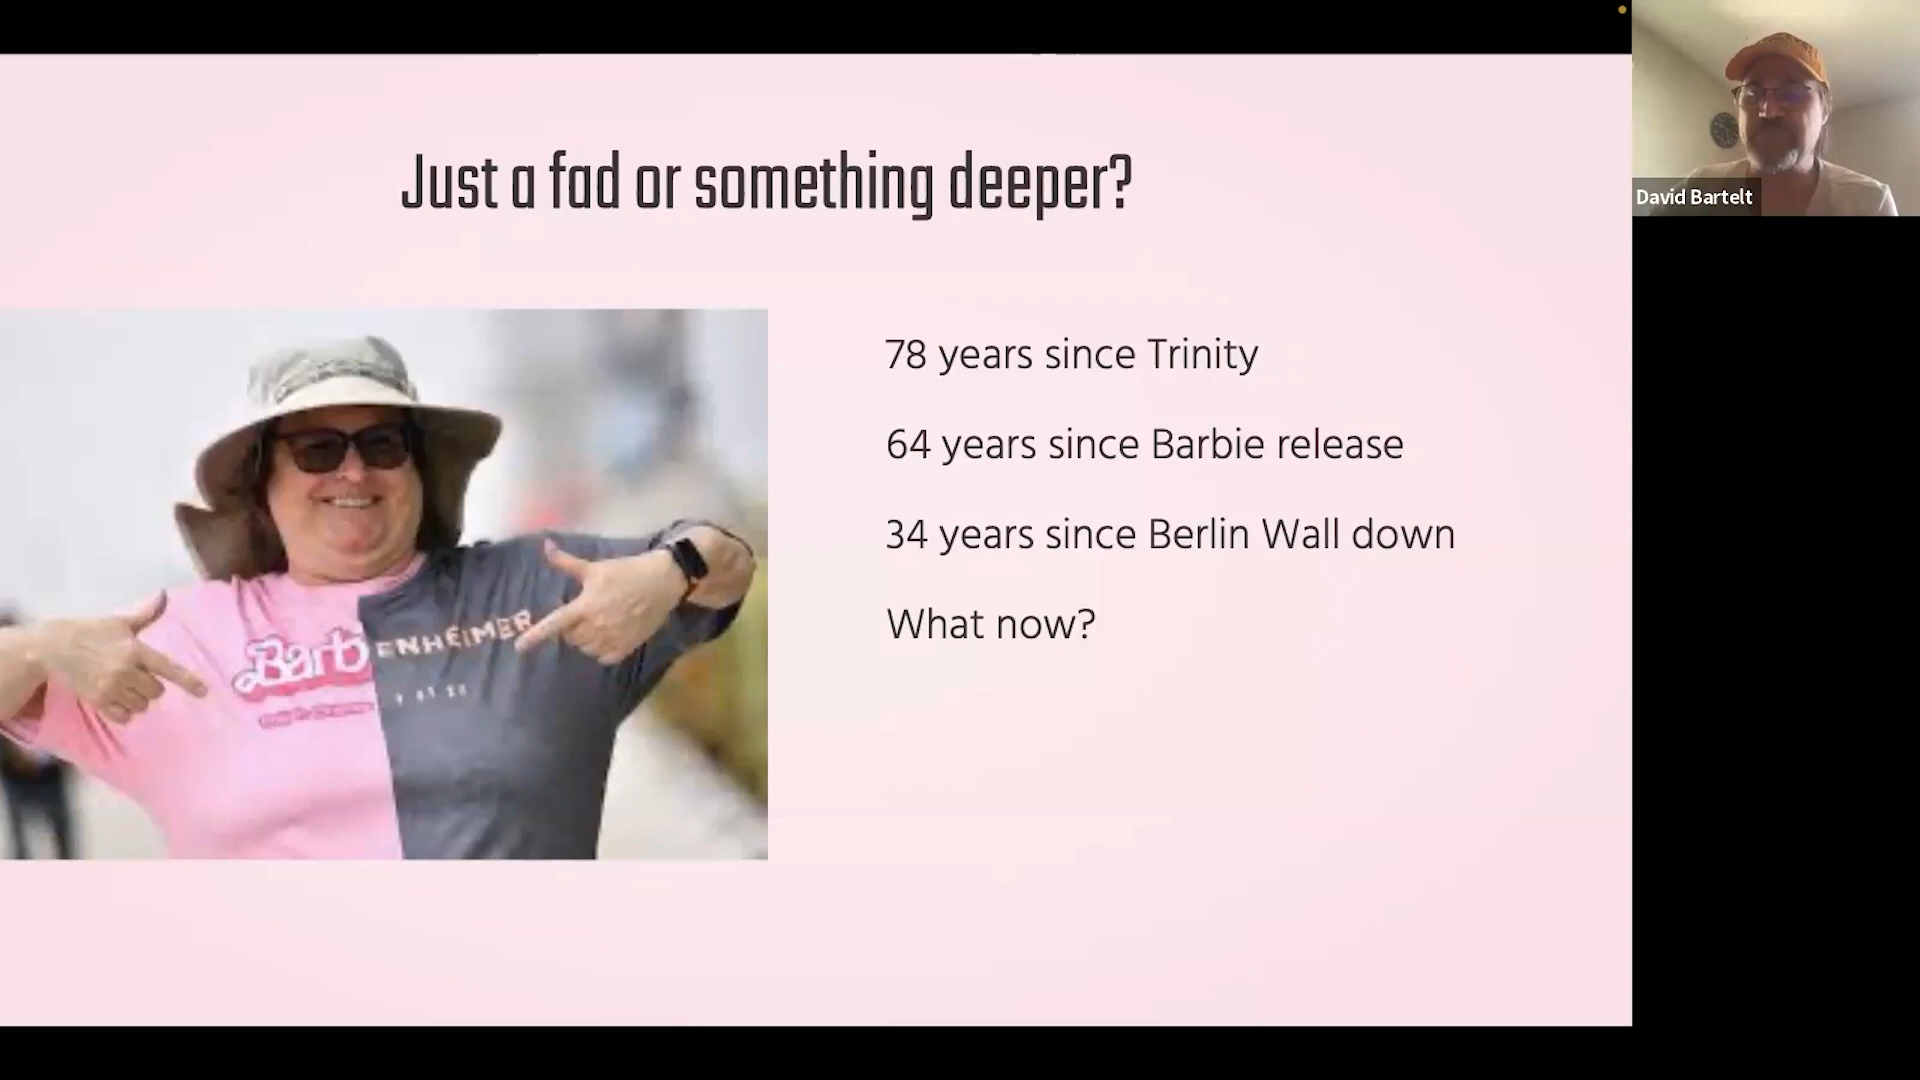 Just a fad or something deeper?
David Bartelt
78 years since Trinity
64 years since Barbie release
34 years since Berlin Wall down
What now?
Barb
ENHEIMER